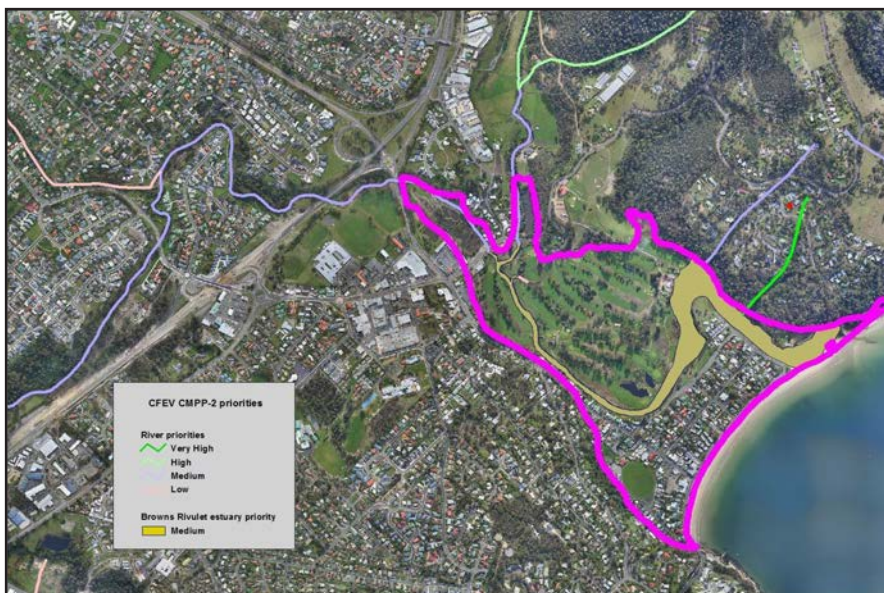 CFEV CMPP-2 priorities
River priorities
Very High
High
Medium
Low
Browns Rivulet estuary priority
Medium